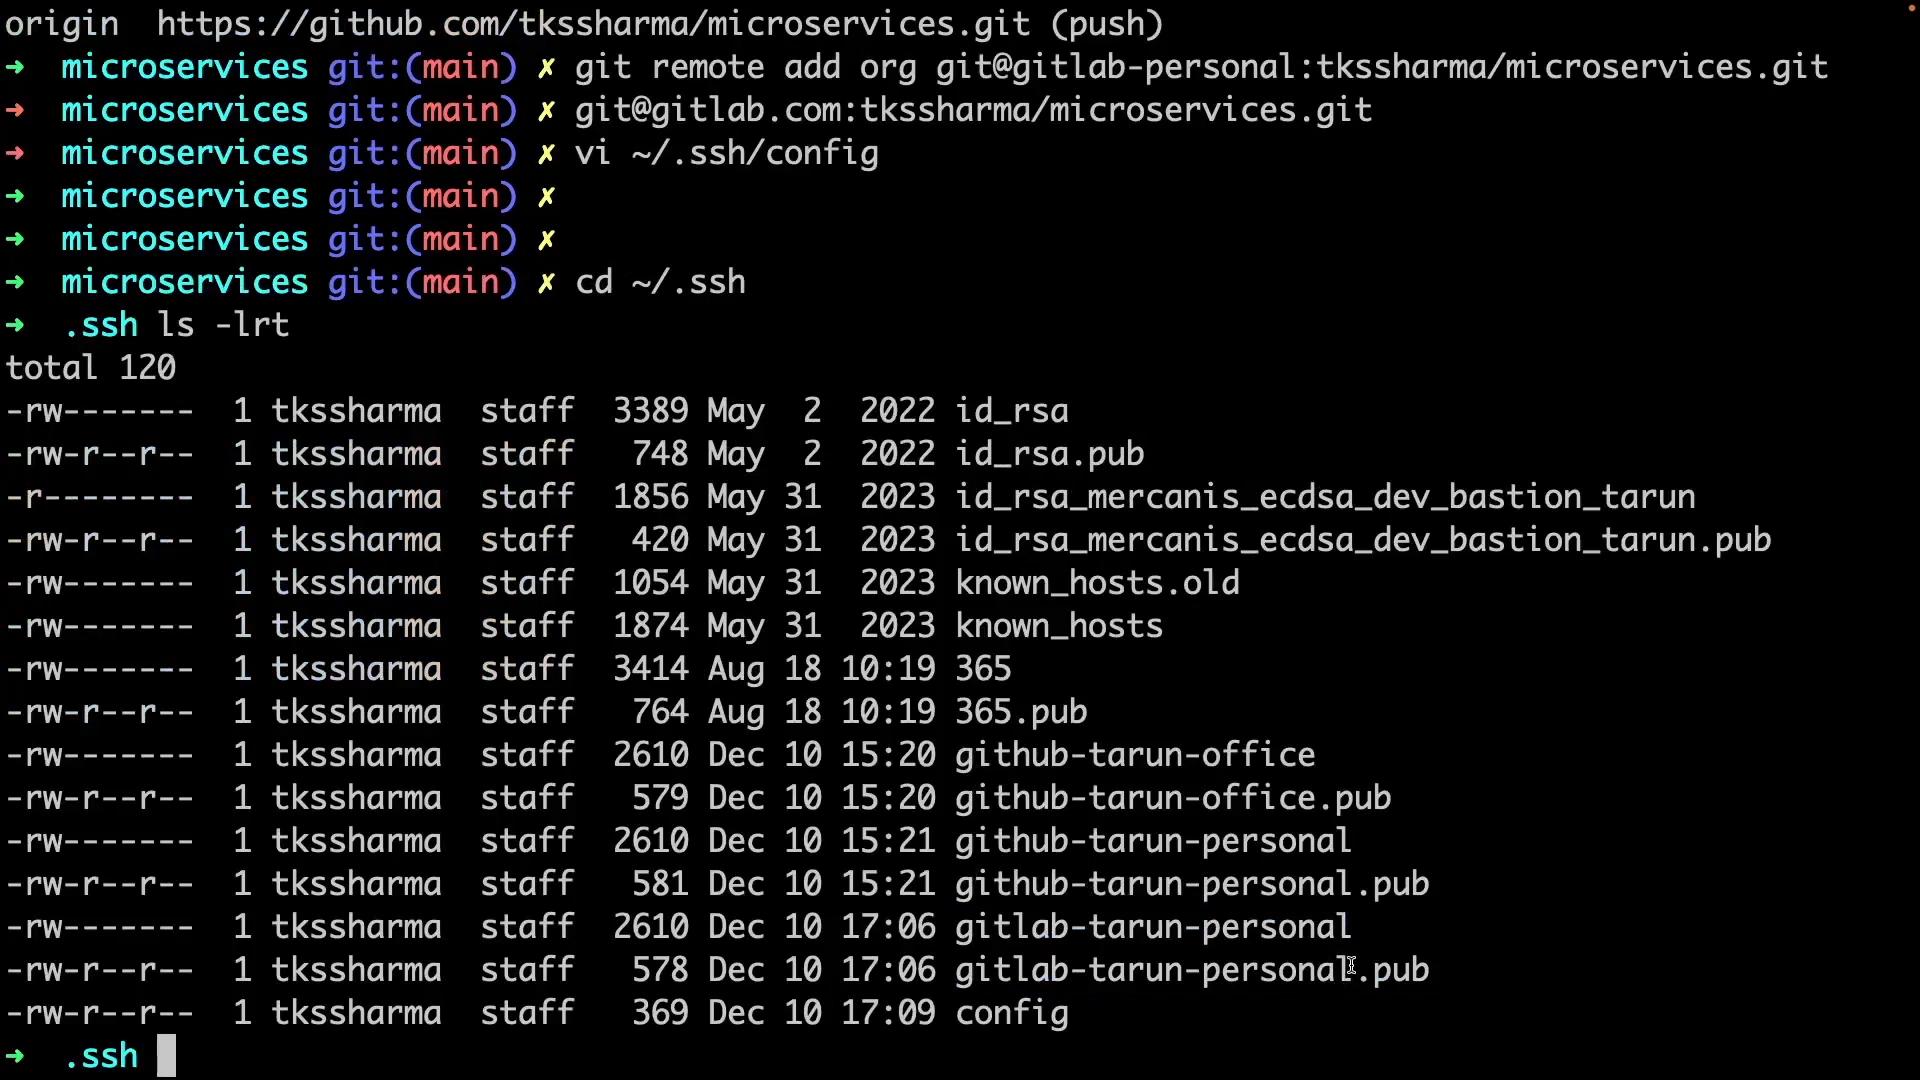 origin  https://github.com/tkssharma/microservices.git (push)
➜  microservices git:(main) ✗ git remote add org git@gitlab-personal:tkssharma/microservices.git
➜  microservices git:(main) ✗ git@gitlab.com:tkssharma/microservices.git
➜  microservices git:(main) ✗ vi ~/.ssh/config
➜  microservices git:(main) ✗
➜  microservices git:(main) ✗
➜  microservices git:(main) ✗ cd ~/.ssh
➜  .ssh ls -lrt
total 120
-rw-------  1 tkssharma  staff  3389 May  2  2022 id_rsa
-rw-r--r--  1 tkssharma  staff   748 May  2  2022 id_rsa.pub
-r--------  1 tkssharma  staff  1856 May 31  2023 id_rsa_mercanis_ecdsa_dev_bastion_tarun
-rw-r--r--  1 tkssharma  staff   420 May 31  2023 id_rsa_mercanis_ecdsa_dev_bastion_tarun.pub
-rw-------  1 tkssharma  staff  1054 May 31  2023 known_hosts.old
-rw-------  1 tkssharma  staff  1874 May 31  2023 known_hosts
-rw-------  1 tkssharma  staff  3414 Aug 18 10:19 365
-rw-r--r--  1 tkssharma  staff   764 Aug 18 10:19 365.pub
-rw-------  1 tkssharma  staff  2610 Dec 10 15:20 github-tarun-office
-rw-r--r--  1 tkssharma  staff   579 Dec 10 15:20 github-tarun-office.pub
-rw-------  1 tkssharma  staff  2610 Dec 10 15:21 github-tarun-personal
-rw-r--r--  1 tkssharma  staff   581 Dec 10 15:21 github-tarun-personal.pub
-rw-------  1 tkssharma  staff  2610 Dec 10 17:06 gitlab-tarun-personal
-rw-r--r--  1 tkssharma  staff   578 Dec 10 17:06 gitlab-tarun-personal.pub
-rw-r--r--  1 tkssharma  staff   369 Dec 10 17:09 config
➜  .ssh